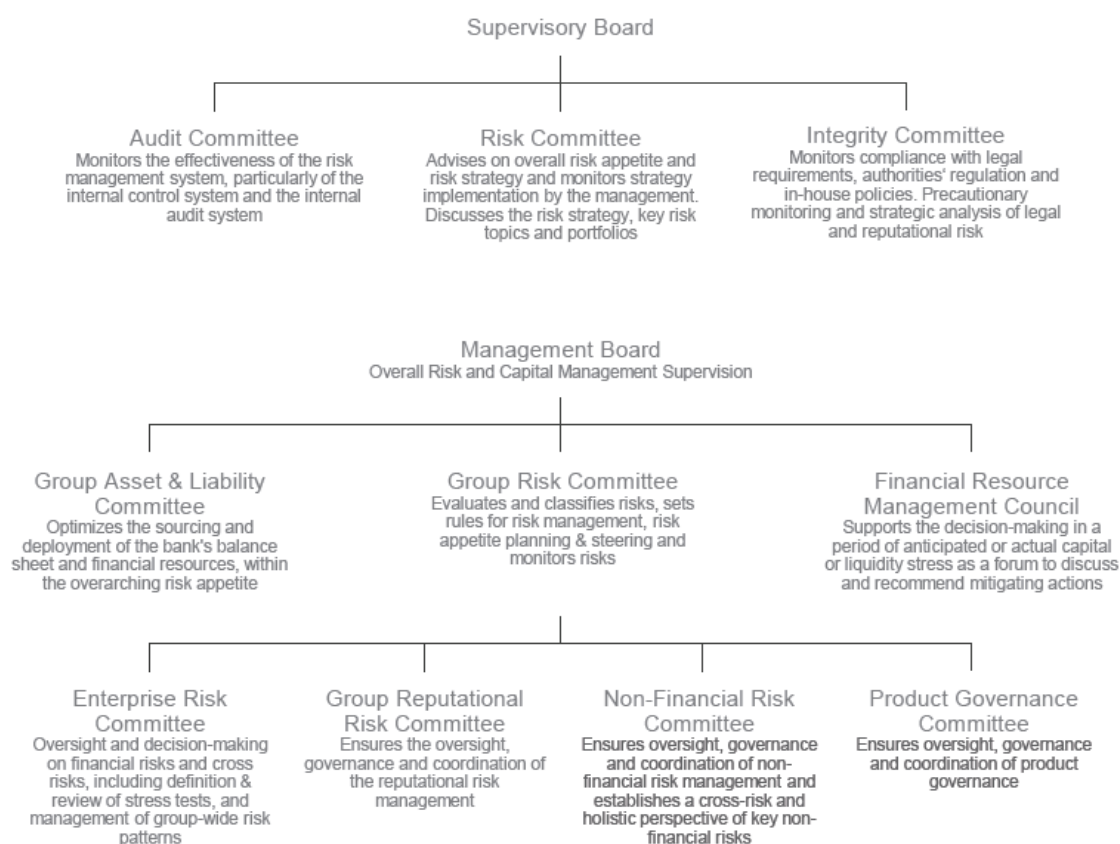 Supervisory Board
Audit Committee
Monitors the effectiveness of the risk
management system, particularly of the
internal control system and the internal
audit system
Risk Committee
Advises on overall risk appetite and
risk strategy and monitors strategy
implementation by the management.
Discusses the risk strategy, key risk
topics and portfolios
Integrity Committee
Monitors compliance with legal
requirements, authorities' regulation and
in-house policies. Precautionary
monitoring and strategic analysis of legal
and reputational risk
Management Board
Overall Risk and Capital Management Supervision
Group Asset & Liability
Committee
Optimizes the sourcing and
deployment of the bank's balance
sheet and financial resources, within
the overarching risk appetite
Group Risk Committee
Evaluates and classifies risks, sets
rules for risk management, risk
appetite planning & steering and
monitors risks
Financial Resource
Management Council
Supports the decision-making in a
period of anticipated or actual capital
or liquidity stress as a forum to discuss
and recommend mitigating actions
Enterprise Risk
Committee
Oversight and decision-making
on financial risks and cross
risks, including definition &
review of stress tests, and
management of group-wide risk
patterns
Group Reputational
Risk Committee
Ensures the oversight,
governance and coordination of
the reputational risk
management
Non-Financial Risk
Committee
Ensures oversight, governance
and coordination of non-
financial risk management and
establishes a cross-risk and
holistic perspective of key non-
financial risks
Product Governance
Committee
Ensures oversight, governance
and coordination of product
governance